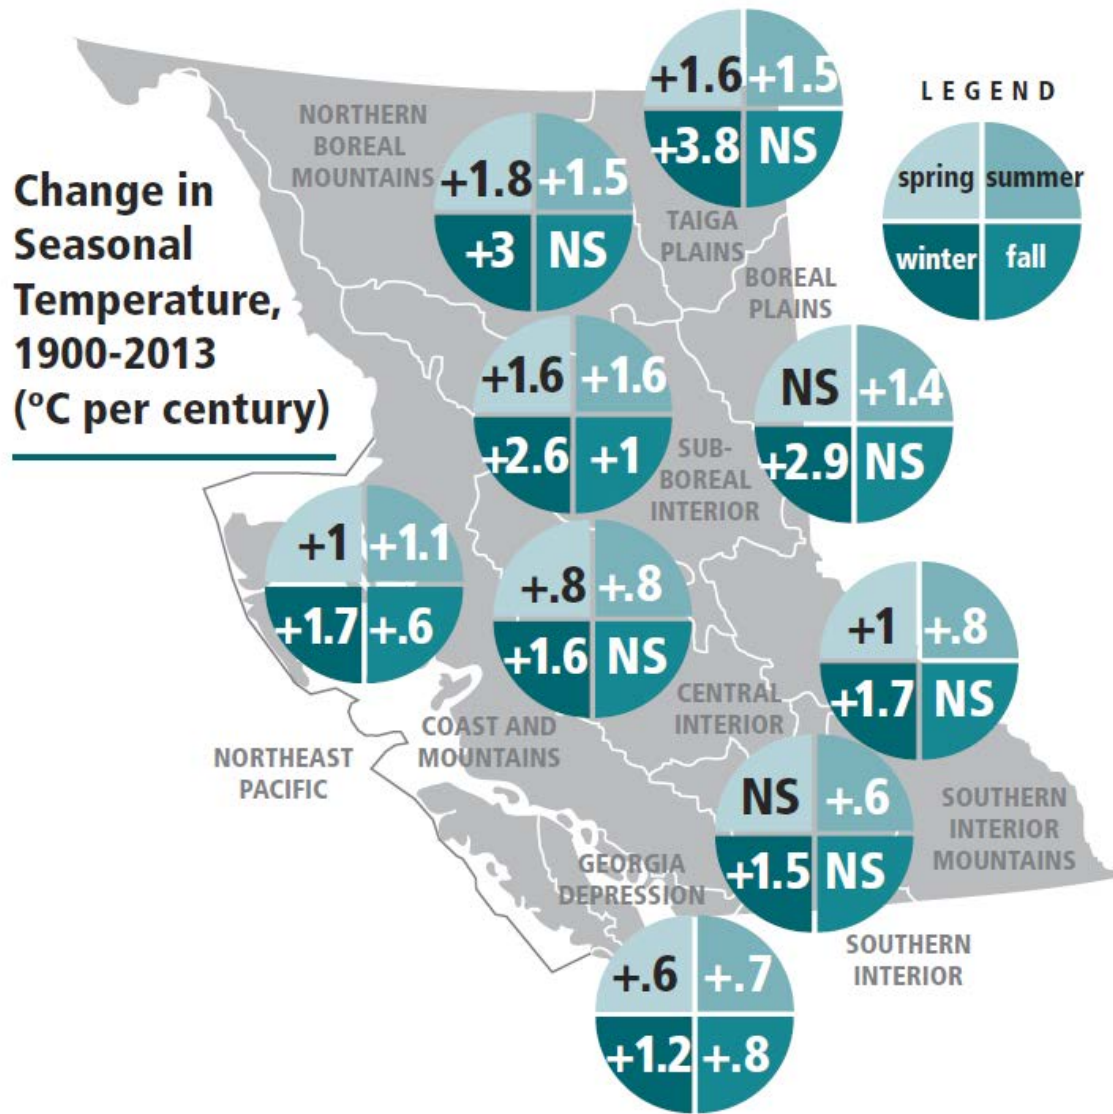 Change in
Seasonal
Temperature,
1900-2013
(ºC per century)
LEGEND
spring summer
winter fall
+1.6 +1.5
+3.8 NS
TAIGA
PLAINS
NORTHERN
BOREAL
MOUNTAINS
+1.8 +1.5
+3 NS
BOREAL
PLAINS
NS +1.4
+2.9 NS
+1.6 +1.6
+2.6 +1
SUB-
BOREAL
INTERIOR
+1 +1.1
+1.7 +.6
COAST AND
MOUNTAINS
NORTHEAST
PACIFIC
+.8 +.8
+1.6 NS
CENTRAL
INTERIOR
+1 +.8
+1.7 NS
SOUTHERN
INTERIOR
MOUNTAINS
NS +.6
+1.5 NS
SOUTHERN
INTERIOR
GEORGIA
DEPRESSION
+.6 +.7
+1.2 +.8